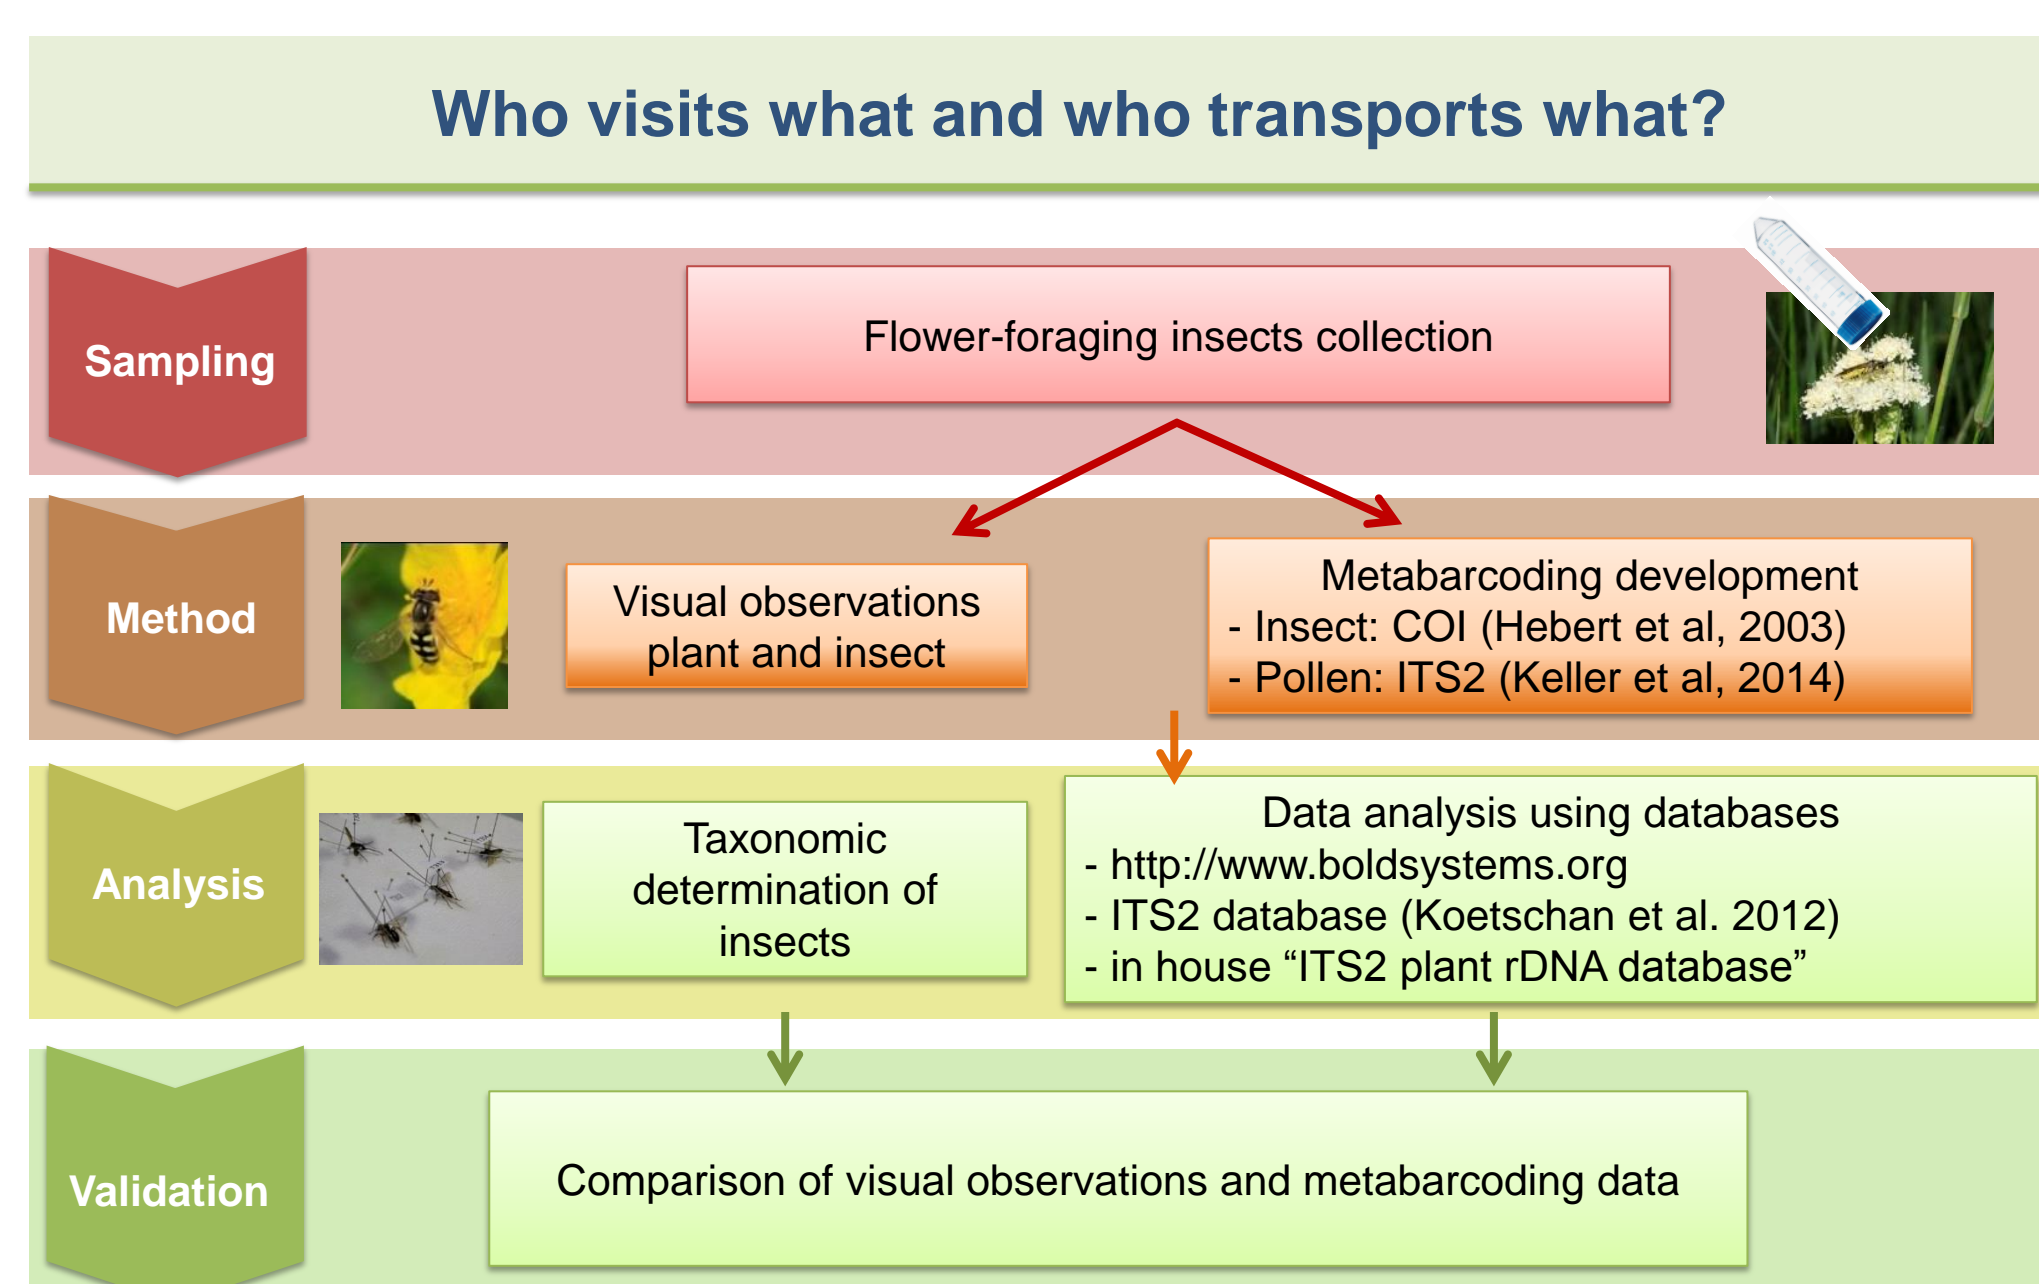 Who visits what and who transports what?
Sampling
Flower-foraging insects collection
Method
Visual observations
plant and insect
Metabarcoding development
- Insect: COI (Hebert et al, 2003)
- Pollen: ITS2 (Keller et al, 2014)
Analysis
Taxonomic
determination of
insects
Data analysis using databases
- http://www.boldsystems.org
- ITS2 database (Koetschan et al. 2012)
- in house “ITS2 plant rDNA database”
Validation
Comparison of visual observations and metabarcoding data